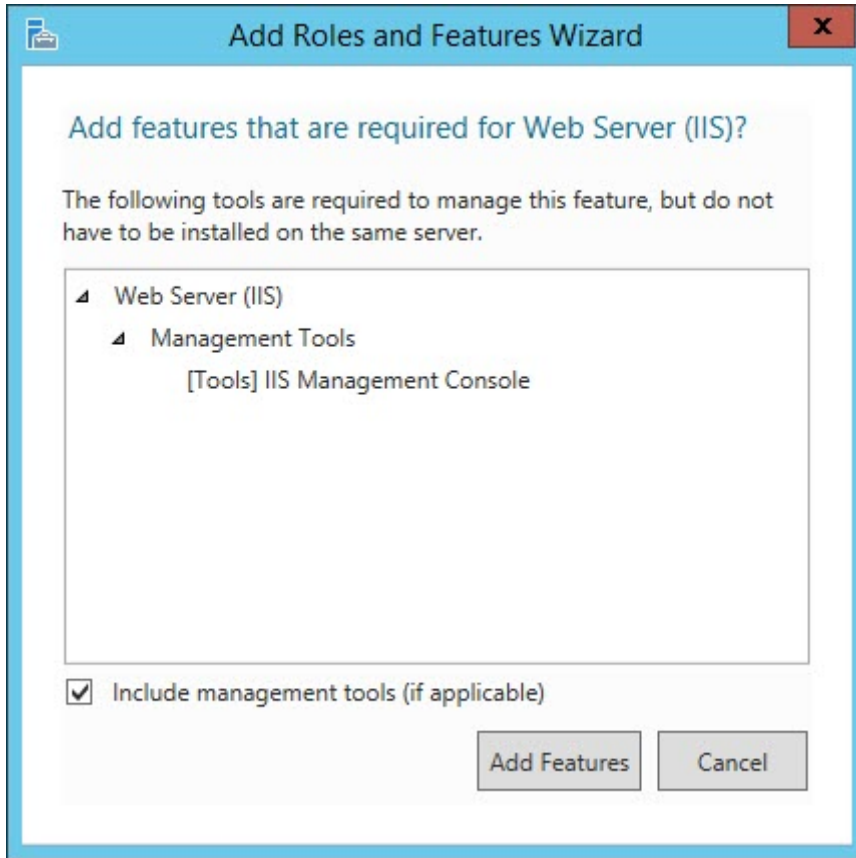 Add Roles and Features Wizard
x
Add features that are required for Web Server (IIS)?
The following tools are required to manage this feature, but do not
have to be installed on the same server.
Web Server (IIS)
Management Tools
[Tools] IIS Management Console
Include management tools (if applicable)
Add Features
Cancel